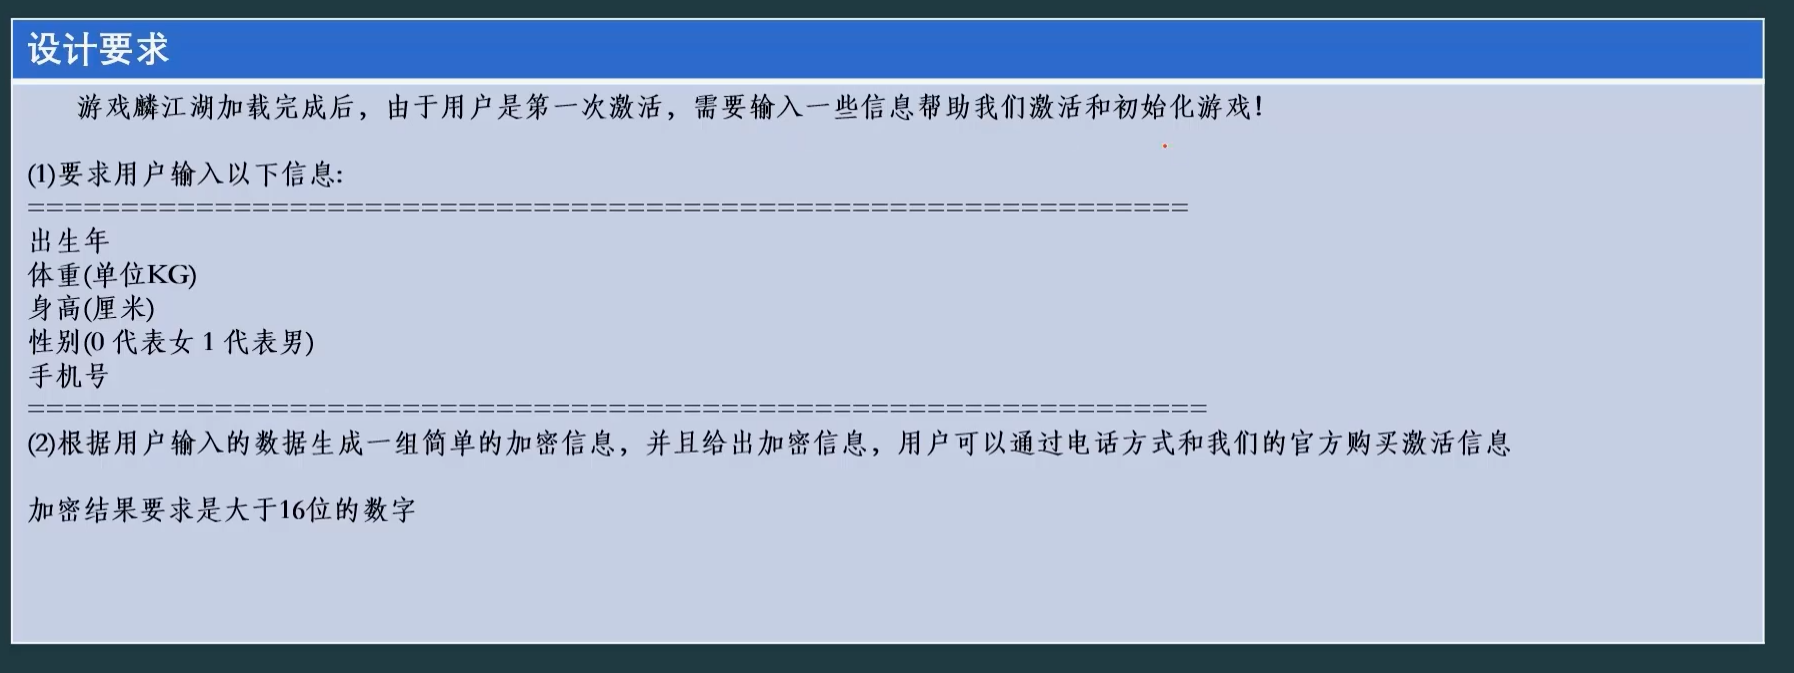 设计要求
游戏麟江湖加载完成后，由于用户是第一次激活，需要输入一些信息帮助我们激活和初始化游戏！
(1)要求用户输入以下信息:
==============================================================
出生年
体重(单位KG)
身高(厘米)
性别(0 代表女 1 代表男)
手机号
===============================================================
(2)根据用户输入的数据生成一组简单的加密信息，并且给出加密信息，用户可以通过电话方式和我们的官方购买激活信息
加密结果要求是大于16位的数字